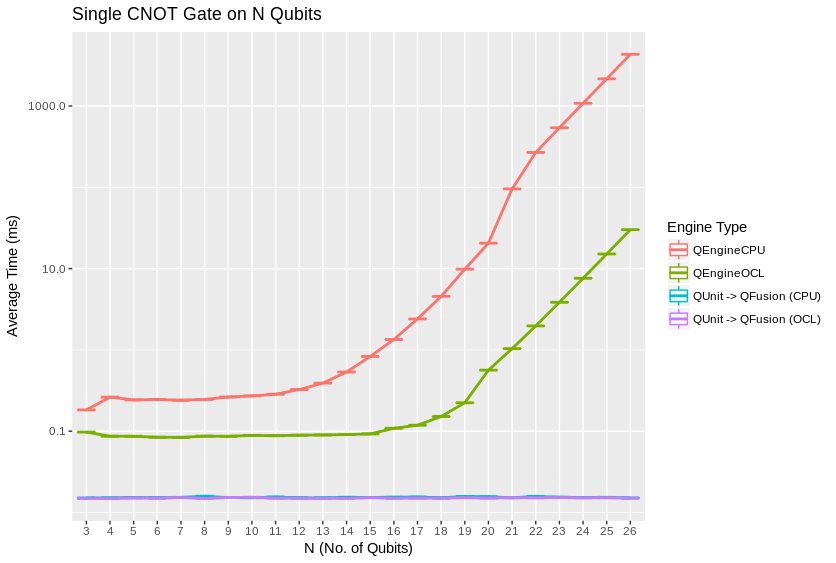 Single CNOT Gate on N Qubits
Average Time (ms)
1000.0
10.0
0.1
3 4 5 6 7 8 9 10 11 12 13 14 15 16 17 18 19 20 21 22 23 24 25 26
N (No. of Qubits)
Engine Type
QEngineCPU
QEngineOCL
QUnit -> QFusion (CPU)
QUnit -> QFusion (OCL)